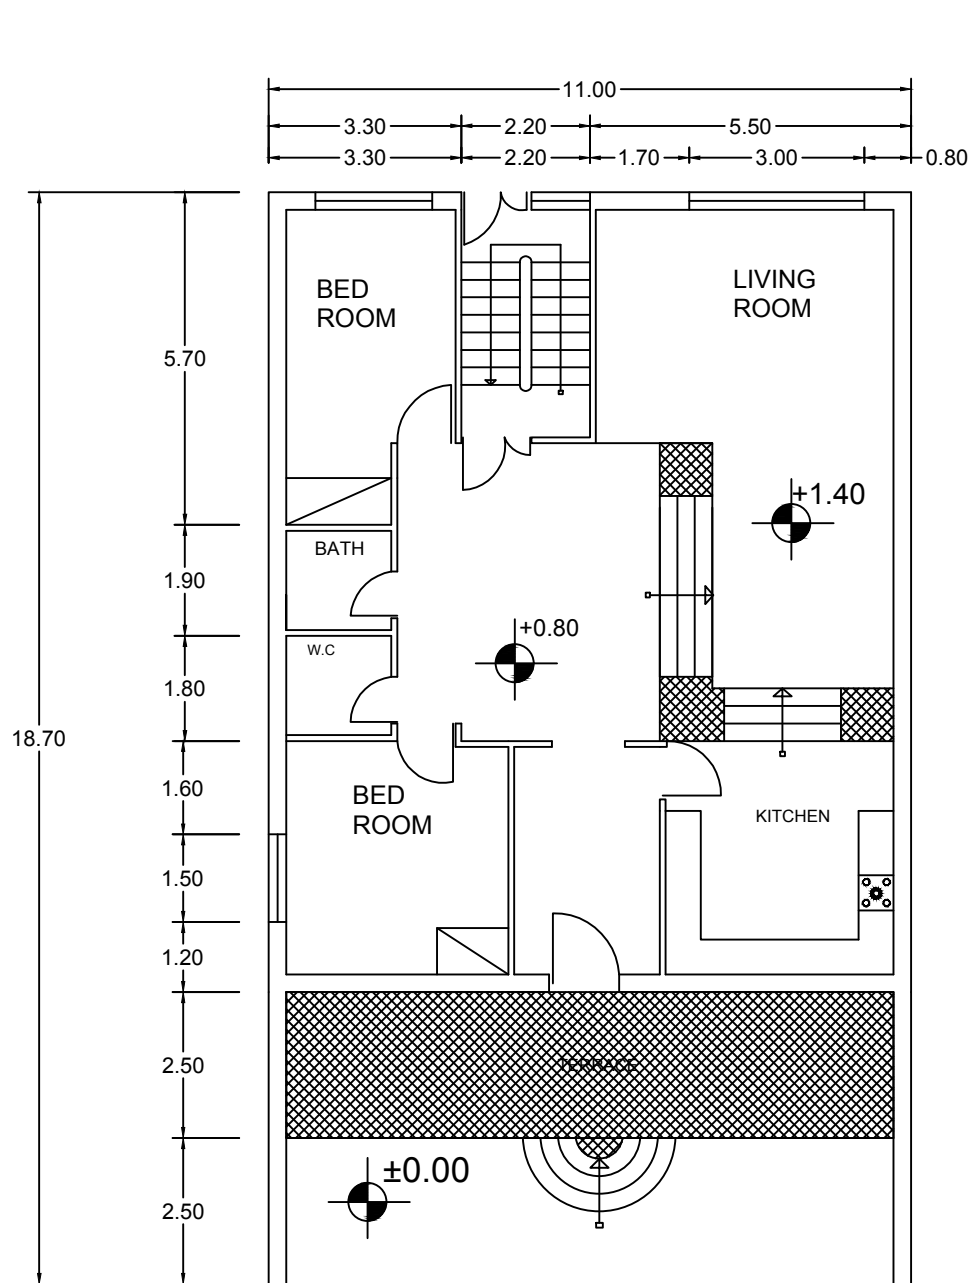 11.00
3.30 2.20 5.50
3.30 2.20 1.70 3.00 0.80
BED
ROOM
LIVING
ROOM
5.70
+1.40
BATH
1.90
+0.80
W.C
1.80
18.70
1.60
BED
ROOM
KITCHEN
1.50
1.20
2.50
TERRACE
±0.00
2.50